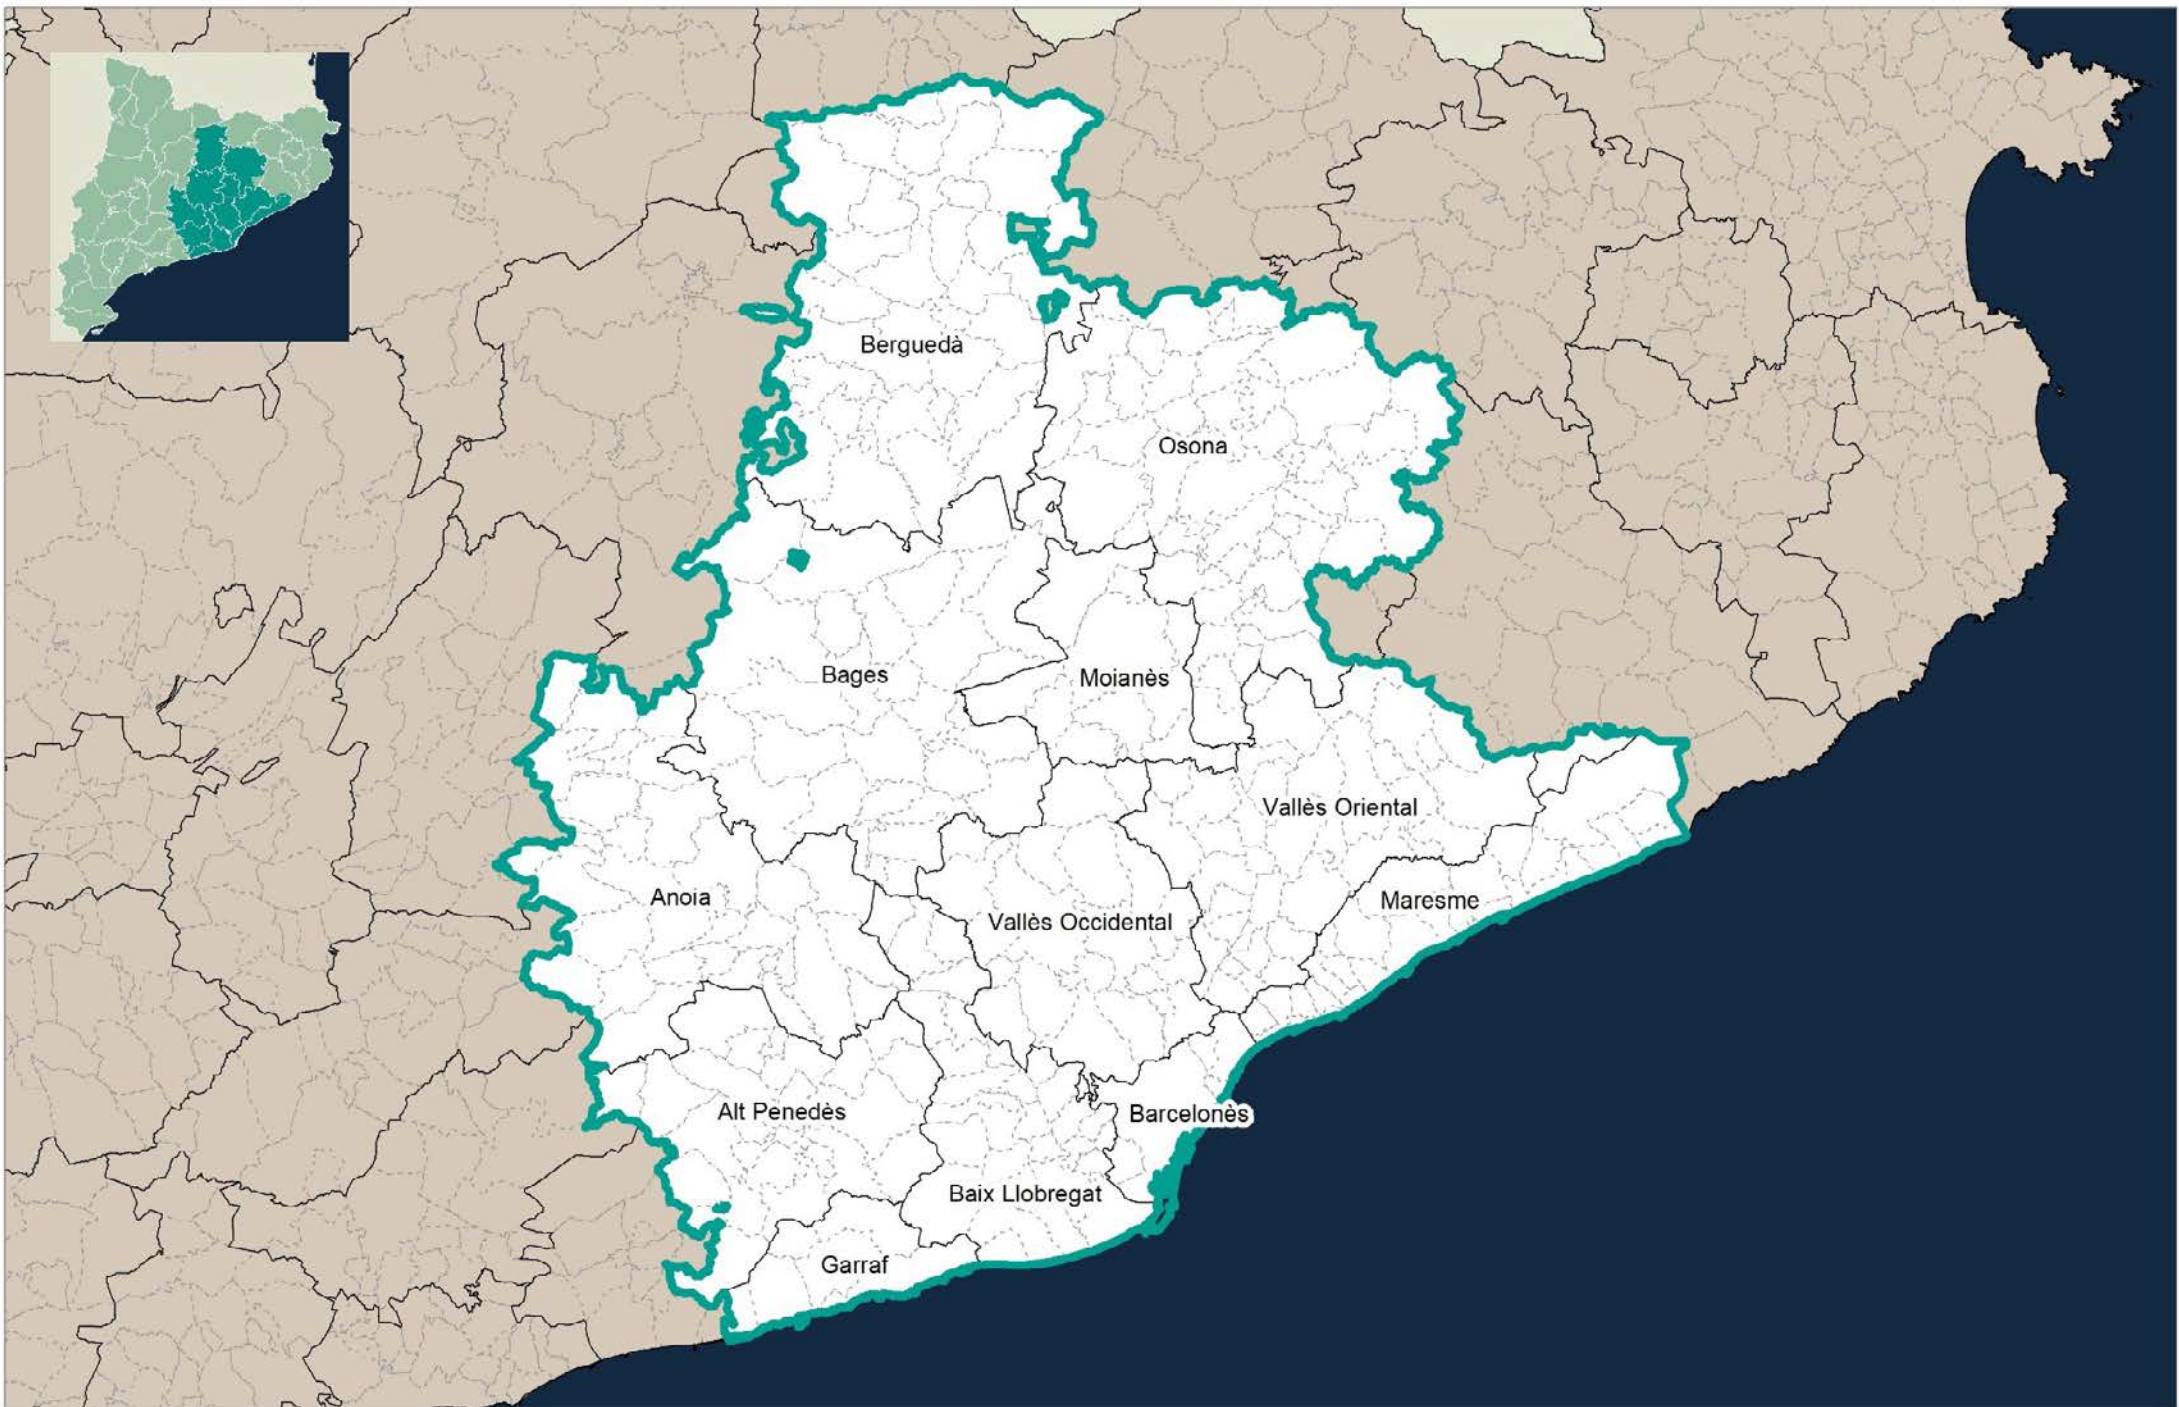 Berguedà
Osona
Bages
Moianès
Vallès Oriental
Anoia
Maresme
Vallès Occidental
Alt Penedès
Barcelonès
Baix Llobregat
Garraf